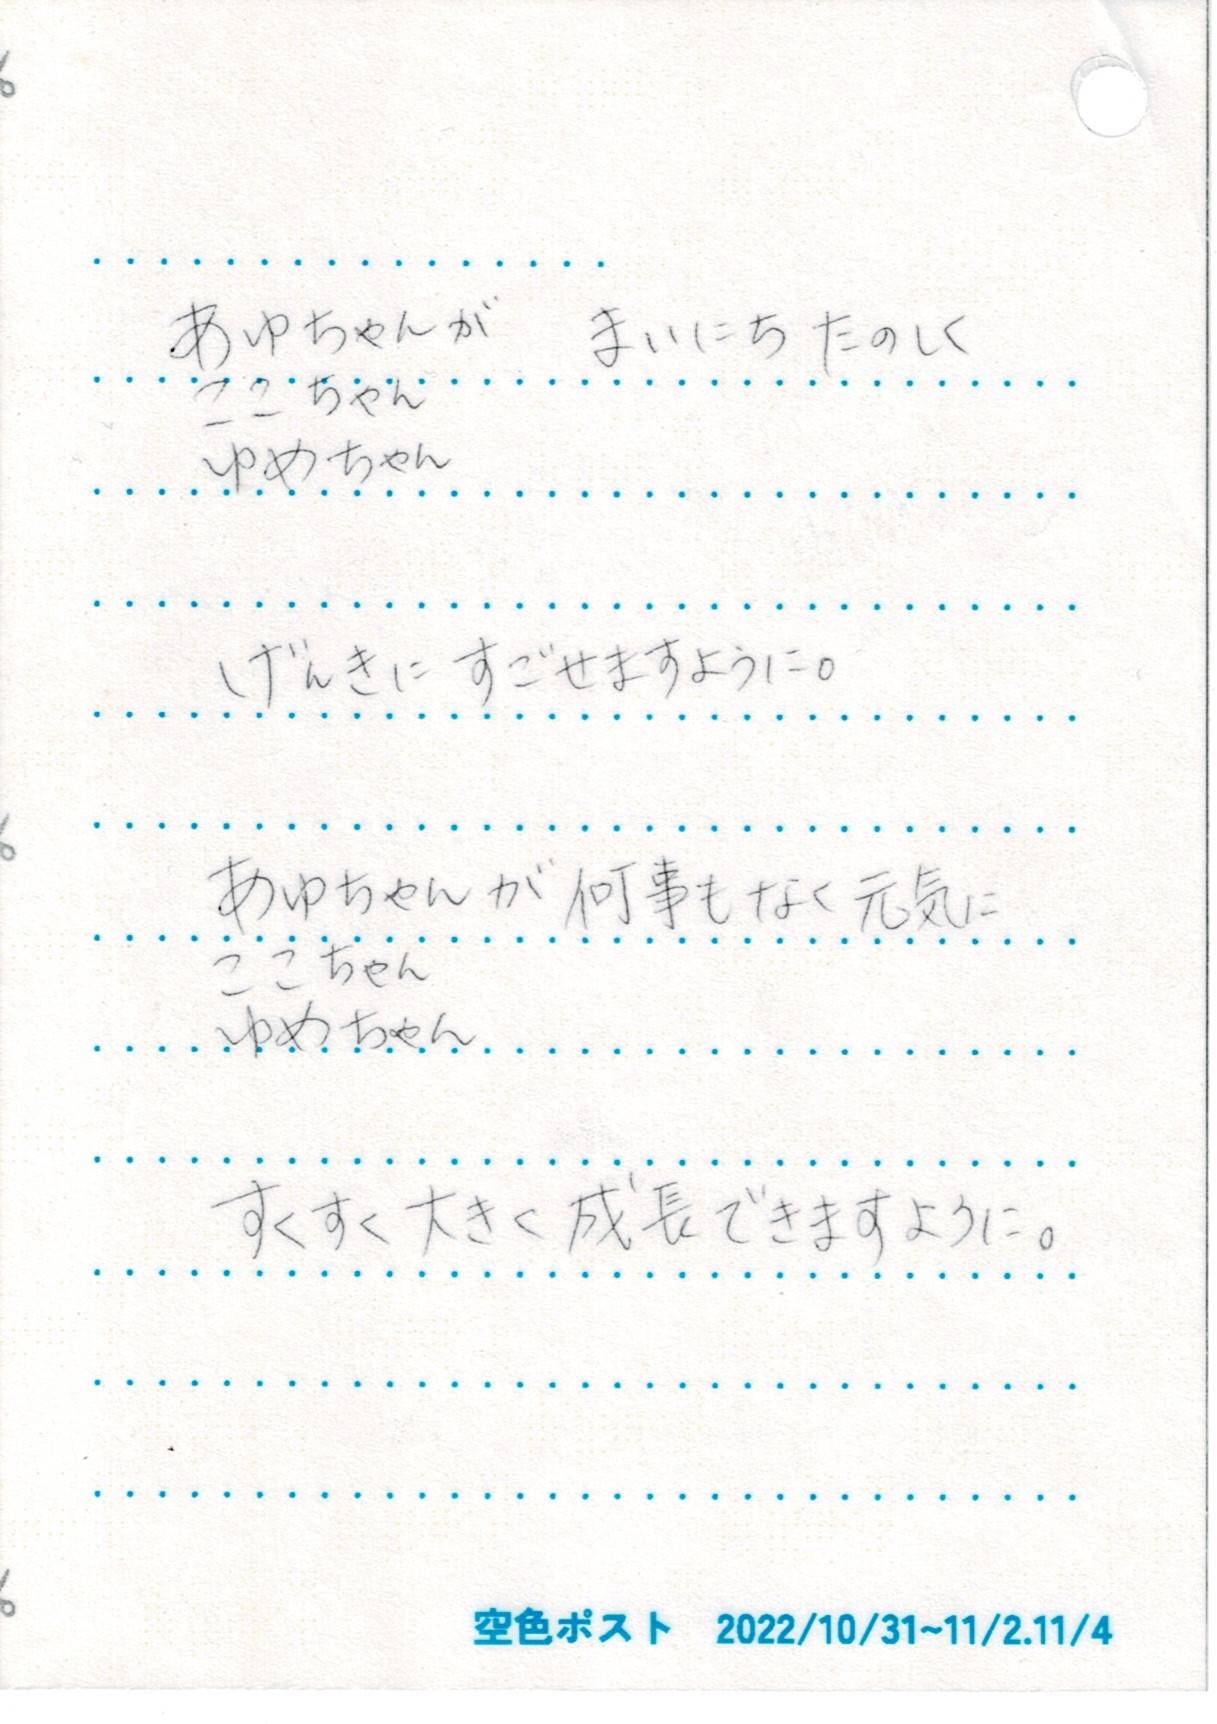 あゆちゃんが まいにち たのしく
ここちゃん
ゆめちゃん
げんきに すごせますように。
あゆちゃんが 何事もなく 元気に
ここちゃん
ゆめちゃん
すくすく 大きく 成長できますように。
空色ポスト 2022/10/31~11/2.11/4